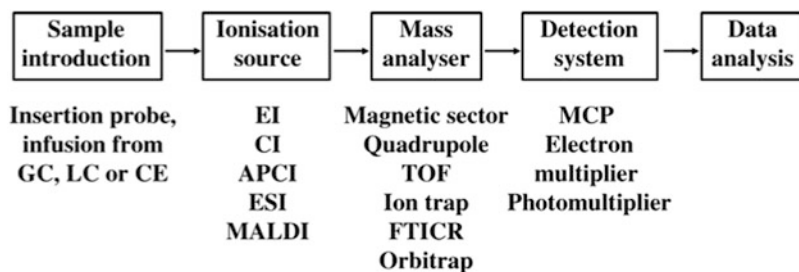 Sample
introduction
Ionisation
source
Mass
analyser
Detection
system
Data
analysis
Insertion probe,
infusion from
GC, LC or CE
EI
CI
APCI
ESI
MALDI
Magnetic sector
Quadrupole
TOF
Ion trap
FTICR
Orbitrap
MCP
Electron
multiplier
Photomultiplier